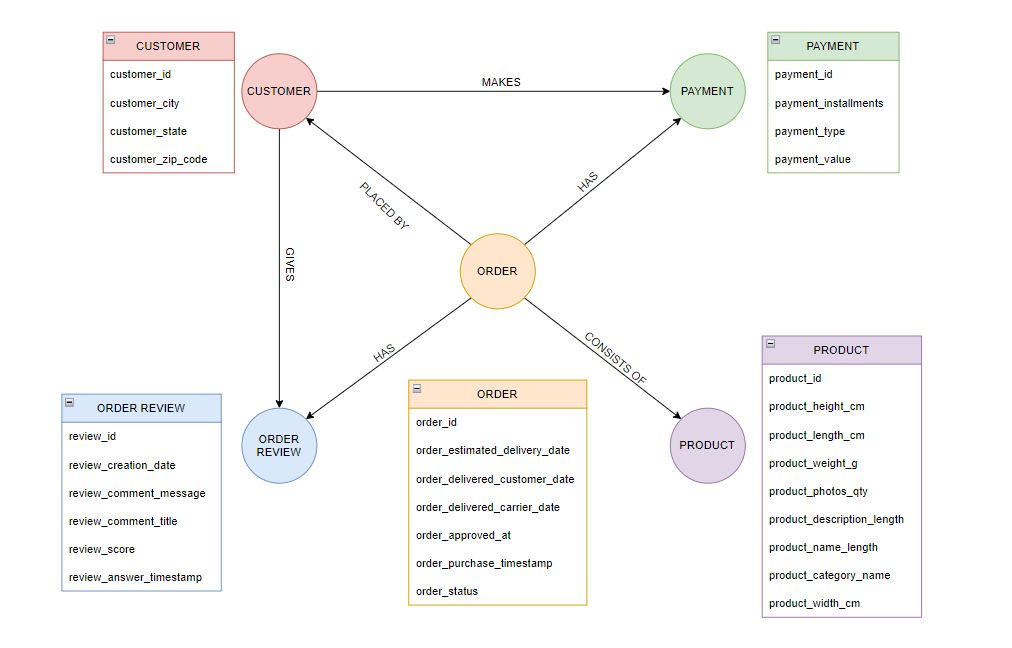 CUSTOMER
customer_id
customer_city
customer_state
customer_zip_code
CUSTOMER
MAKES
PAYMENT
PAYMENT
payment_id
payment_installments
payment_type
payment_value
PLACED BY
HAS
GIVES
ORDER
HAS
CONSISTS OF
ORDER REVIEW
review_id
review_creation_date
review_comment_message
review_comment_title
review_score
review_answer_timestamp
ORDER
REVIEW
ORDER
order_id
order_estimated_delivery_date
order_delivered_customer_date
order_delivered_carrier_date
order_approved_at
order_purchase_timestamp
order_status
PRODUCT
PRODUCT
product_id
product_height_cm
product_length_cm
product_weight_g
product_photos_qty
product_description_length
product_name_length
product_category_name
product_width_cm